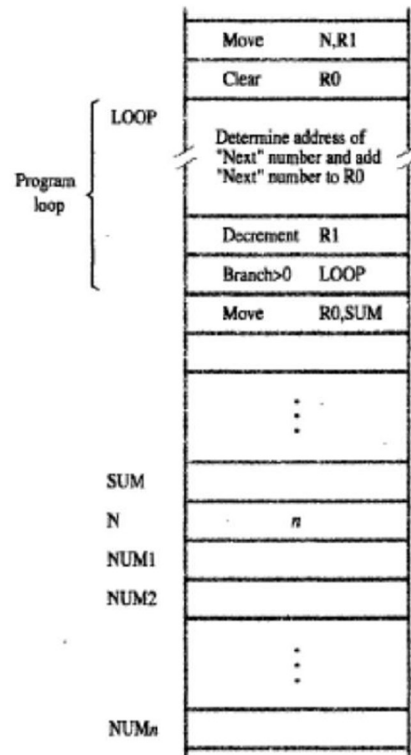 Move N,R1
Clear R0
LOOP
Determine address of
"Next" number and add
"Next" number to R0
Program
loop
Decrement R1
Branch>0 LOOP
Move R0,SUM
SUM
N n
NUM1
NUM2
NUMn